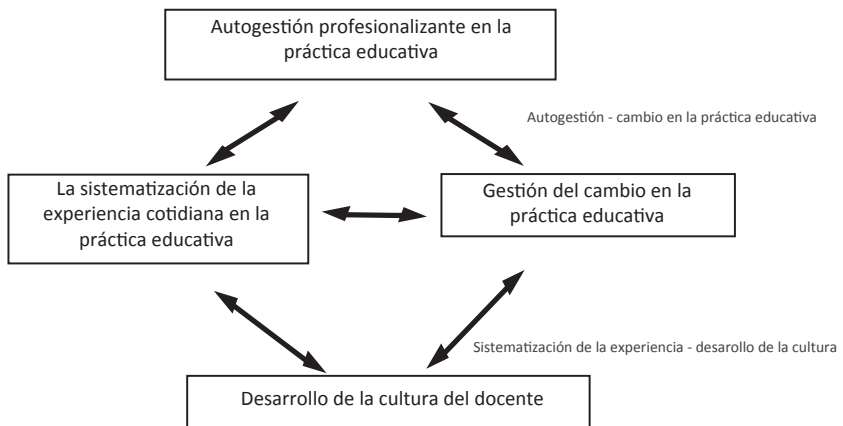 Autogestión profesionalizante en la
práctica educativa
Autogestión - cambio en la práctica educativa
La sistematización de la
experiencia cotidiana en la
práctica educativa
Gestión del cambio en la
práctica educativa
Sistematización de la experiencia - desarollo de la cultura
Desarrollo de la cultura del docente